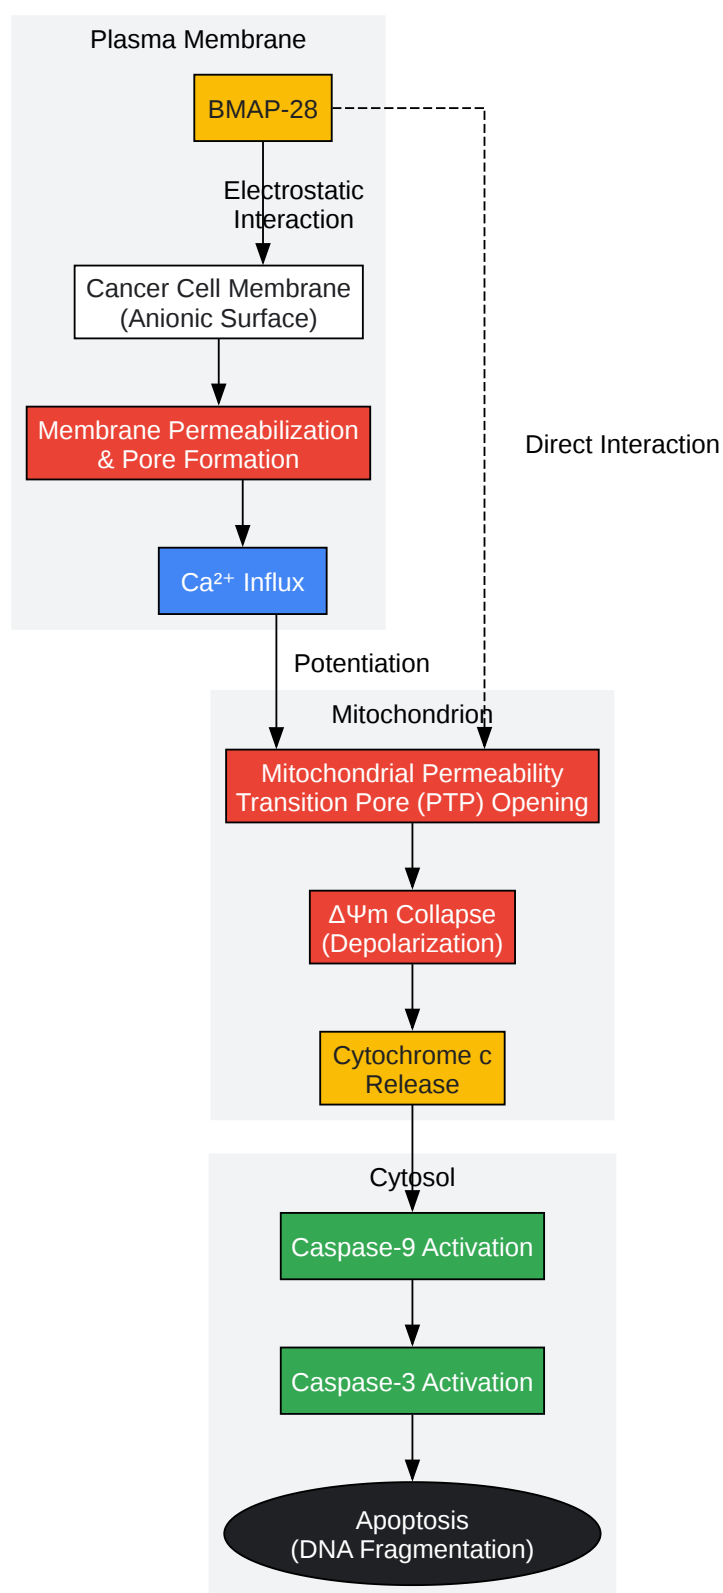 Plasma Membrane
BMAP-28
Electrostatic
Interaction
Cancer Cell Membrane
(Anionic Surface)
Membrane Permeabilization
& Pore Formation
Direct Interaction
Ca²⁺ Influx
Potentiation
Mitochondrion
Mitochondrial Permeability
Transition Pore (PTP) Opening
ΔΨm Collapse
(Depolarization)
Cytochrome c
Release
Cytosol
Caspase-9 Activation
Caspase-3 Activation
Apoptosis
(DNA Fragmentation)